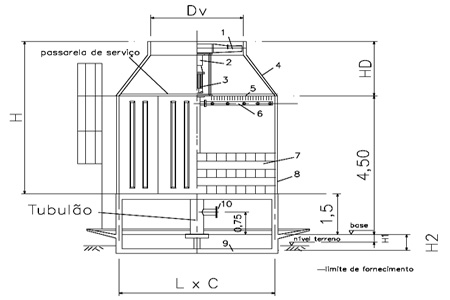 Dv
1
passarela de serviço
2
3
4
5
6
HD
H
7
8
4,50
Tubulão
10
0.75
1,5
base
nível terreno
H1
H2
9
L x C
limite de fornecimento